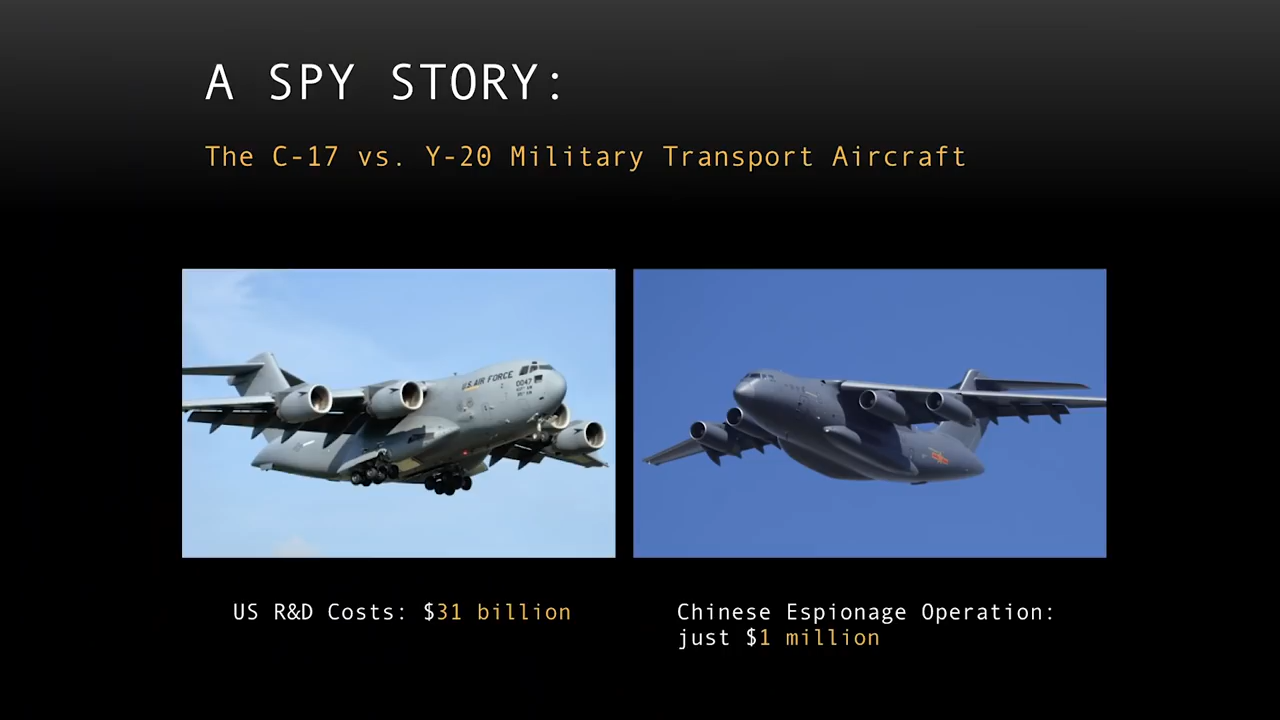 A SPY STORY:
The C-17 vs. Y-20 Military Transport Aircraft
U.S. AIR FORCE
0047
US R&D Costs: $31 billion
Chinese Espionage Operation:
just $1 million